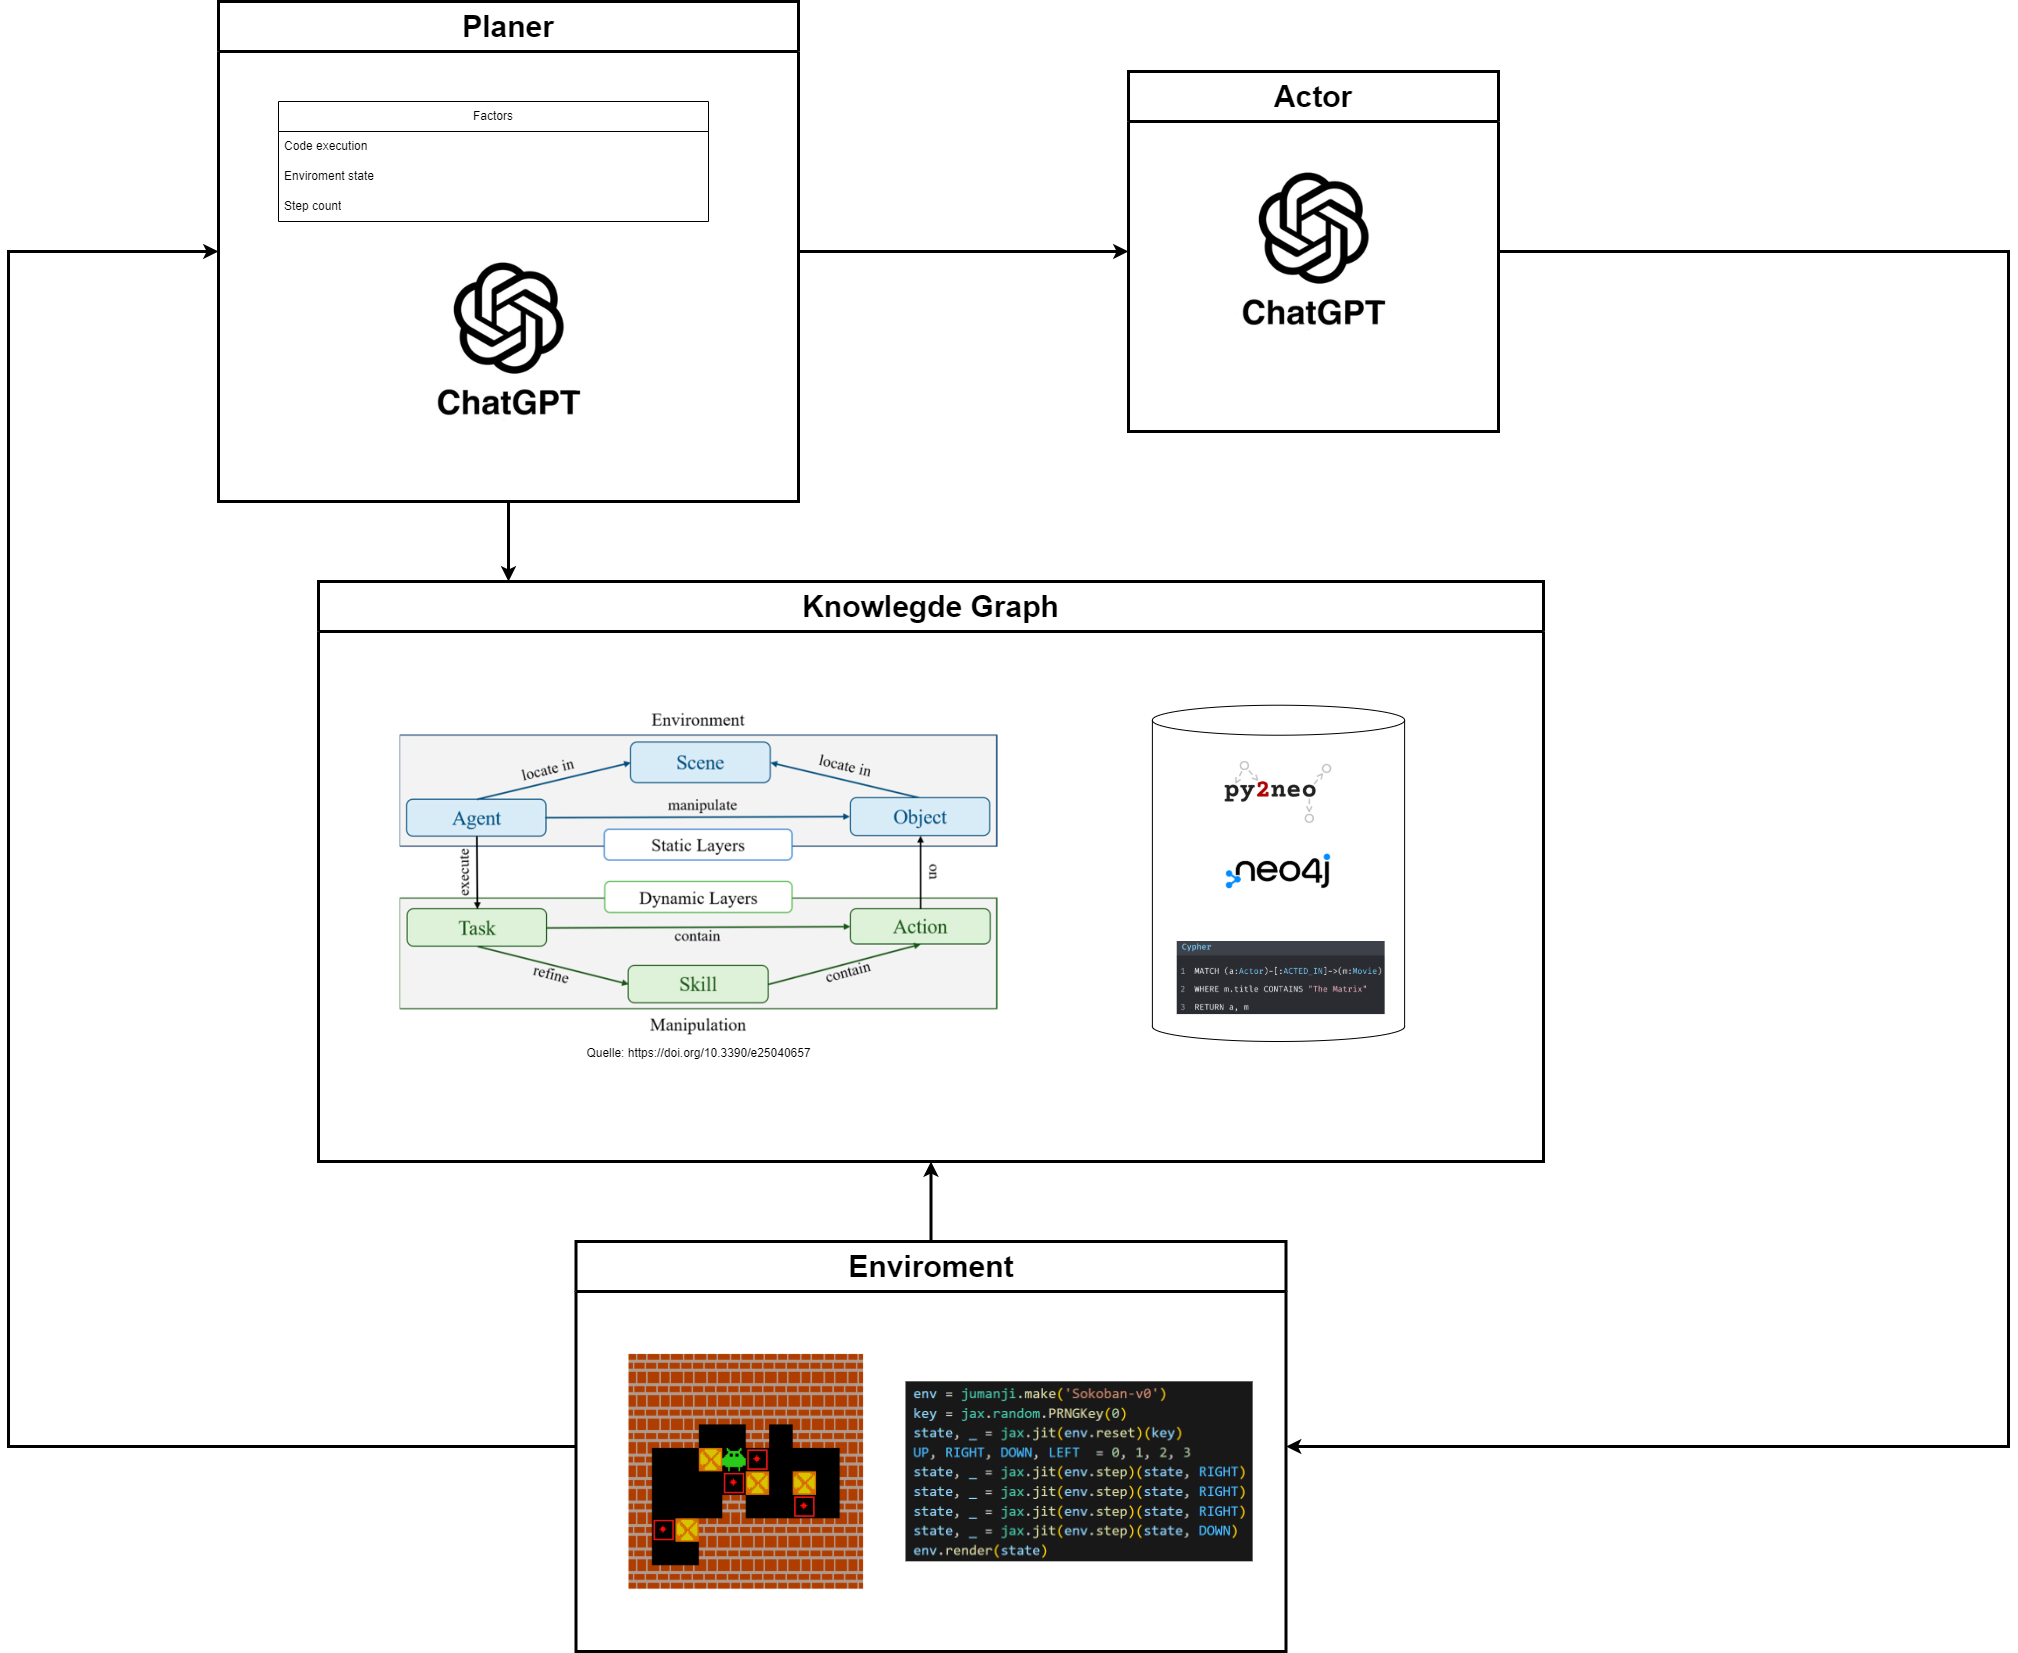 Planer
Factors
Code execution
Enviroment state
Step count
ChatGPT
Actor
ChatGPT
Knowlegde Graph
Environment
Scene
locate in
locate in
Agent
manipulate
Object
Static Layers
execute
on
Dynamic Layers
Task
contain
Action
refine
Skill
contain
Manipulation
Quelle: https://doi.org/10.3390/e25040657
py2neo
neo4j
Cypher
1 MATCH (a:Actor)-[:ACTED_IN]->(m:Movie)
2 WHERE m.title CONTAINS "The Matrix"
3 RETURN a, m
Enviroment
env = jumanji.make('Sokoban-v0')
key = jax.random.PRNGKey(0)
state, _ = jax.jit(env.reset)(key)
UP, RIGHT, DOWN, LEFT  = 0, 1, 2, 3
state, _ = jax.jit(env.step)(state, RIGHT)
state, _ = jax.jit(env.step)(state, RIGHT)
state, _ = jax.jit(env.step)(state, RIGHT)
state, _ = jax.jit(env.step)(state, DOWN)
env.render(state)